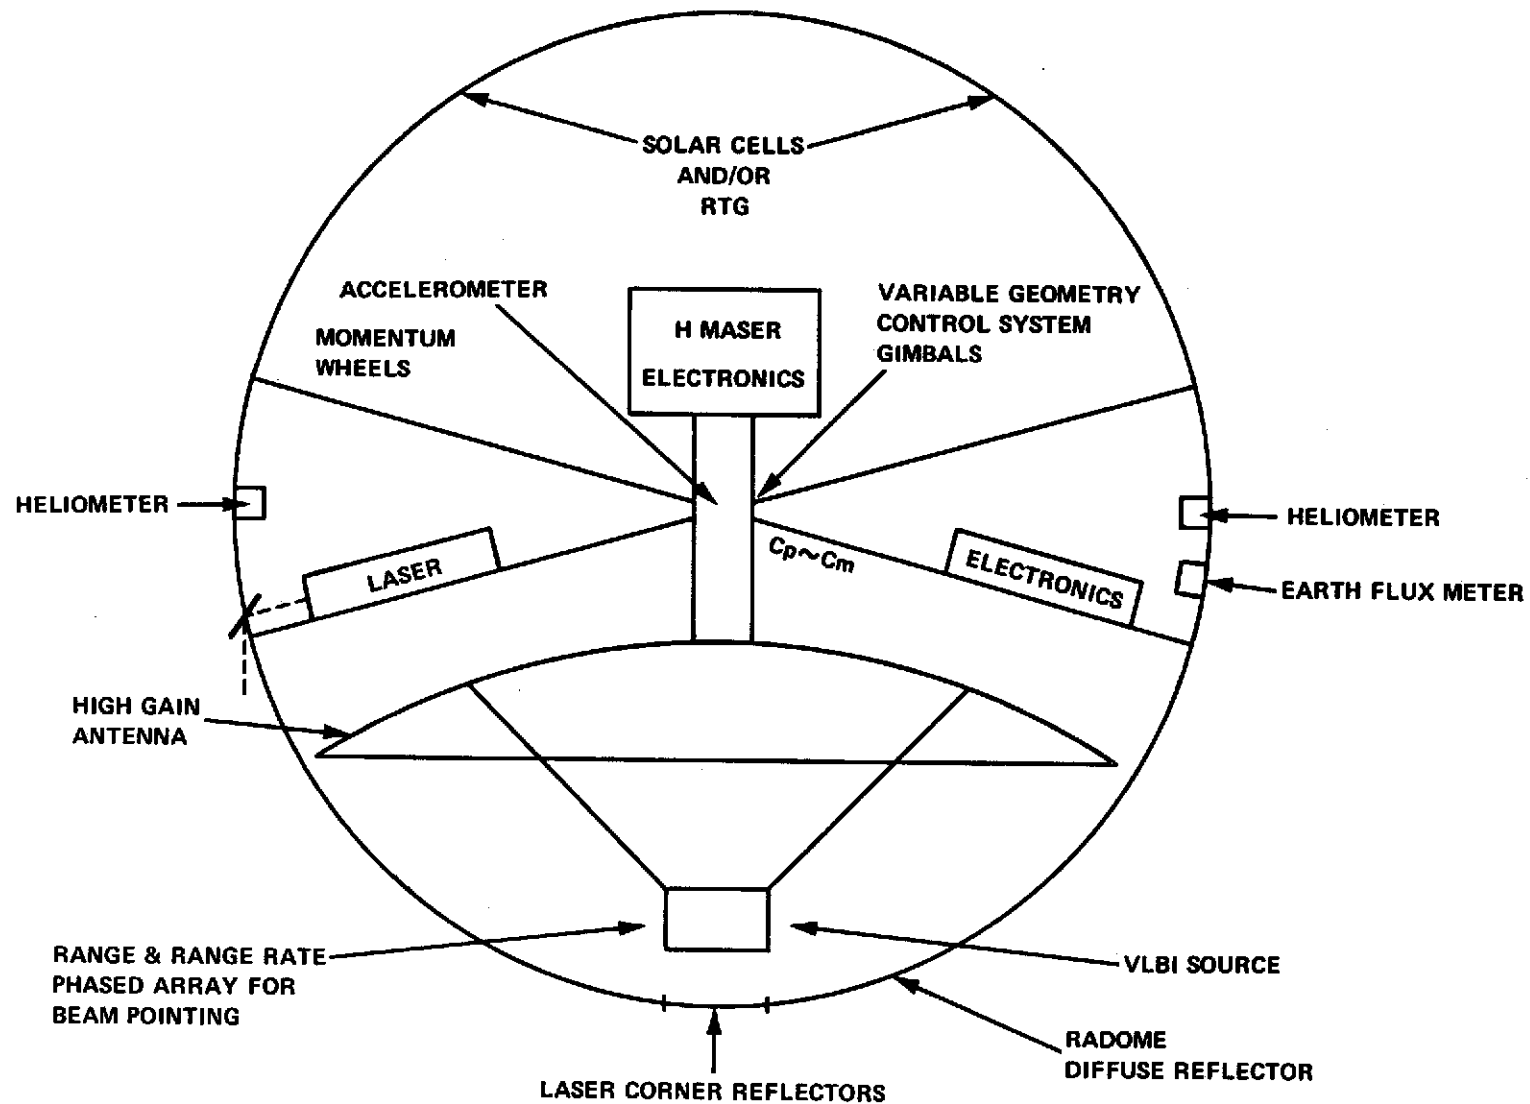 SOLAR CELLS
AND/OR
RTG
ACCELEROMETER
MOMENTUM
WHEELS
H MASER
ELECTRONICS
VARIABLE GEOMETRY
CONTROL SYSTEM
GIMBALS
HELIOMETER
HELIOMETER
LASER
Cp~Cm
ELECTRONICS
EARTH FLUX METER
HIGH GAIN
ANTENNA
RANGE & RANGE RATE
PHASED ARRAY FOR
BEAM POINTING
VLBI SOURCE
RADOME
DIFFUSE REFLECTOR
LASER CORNER REFLECTORS